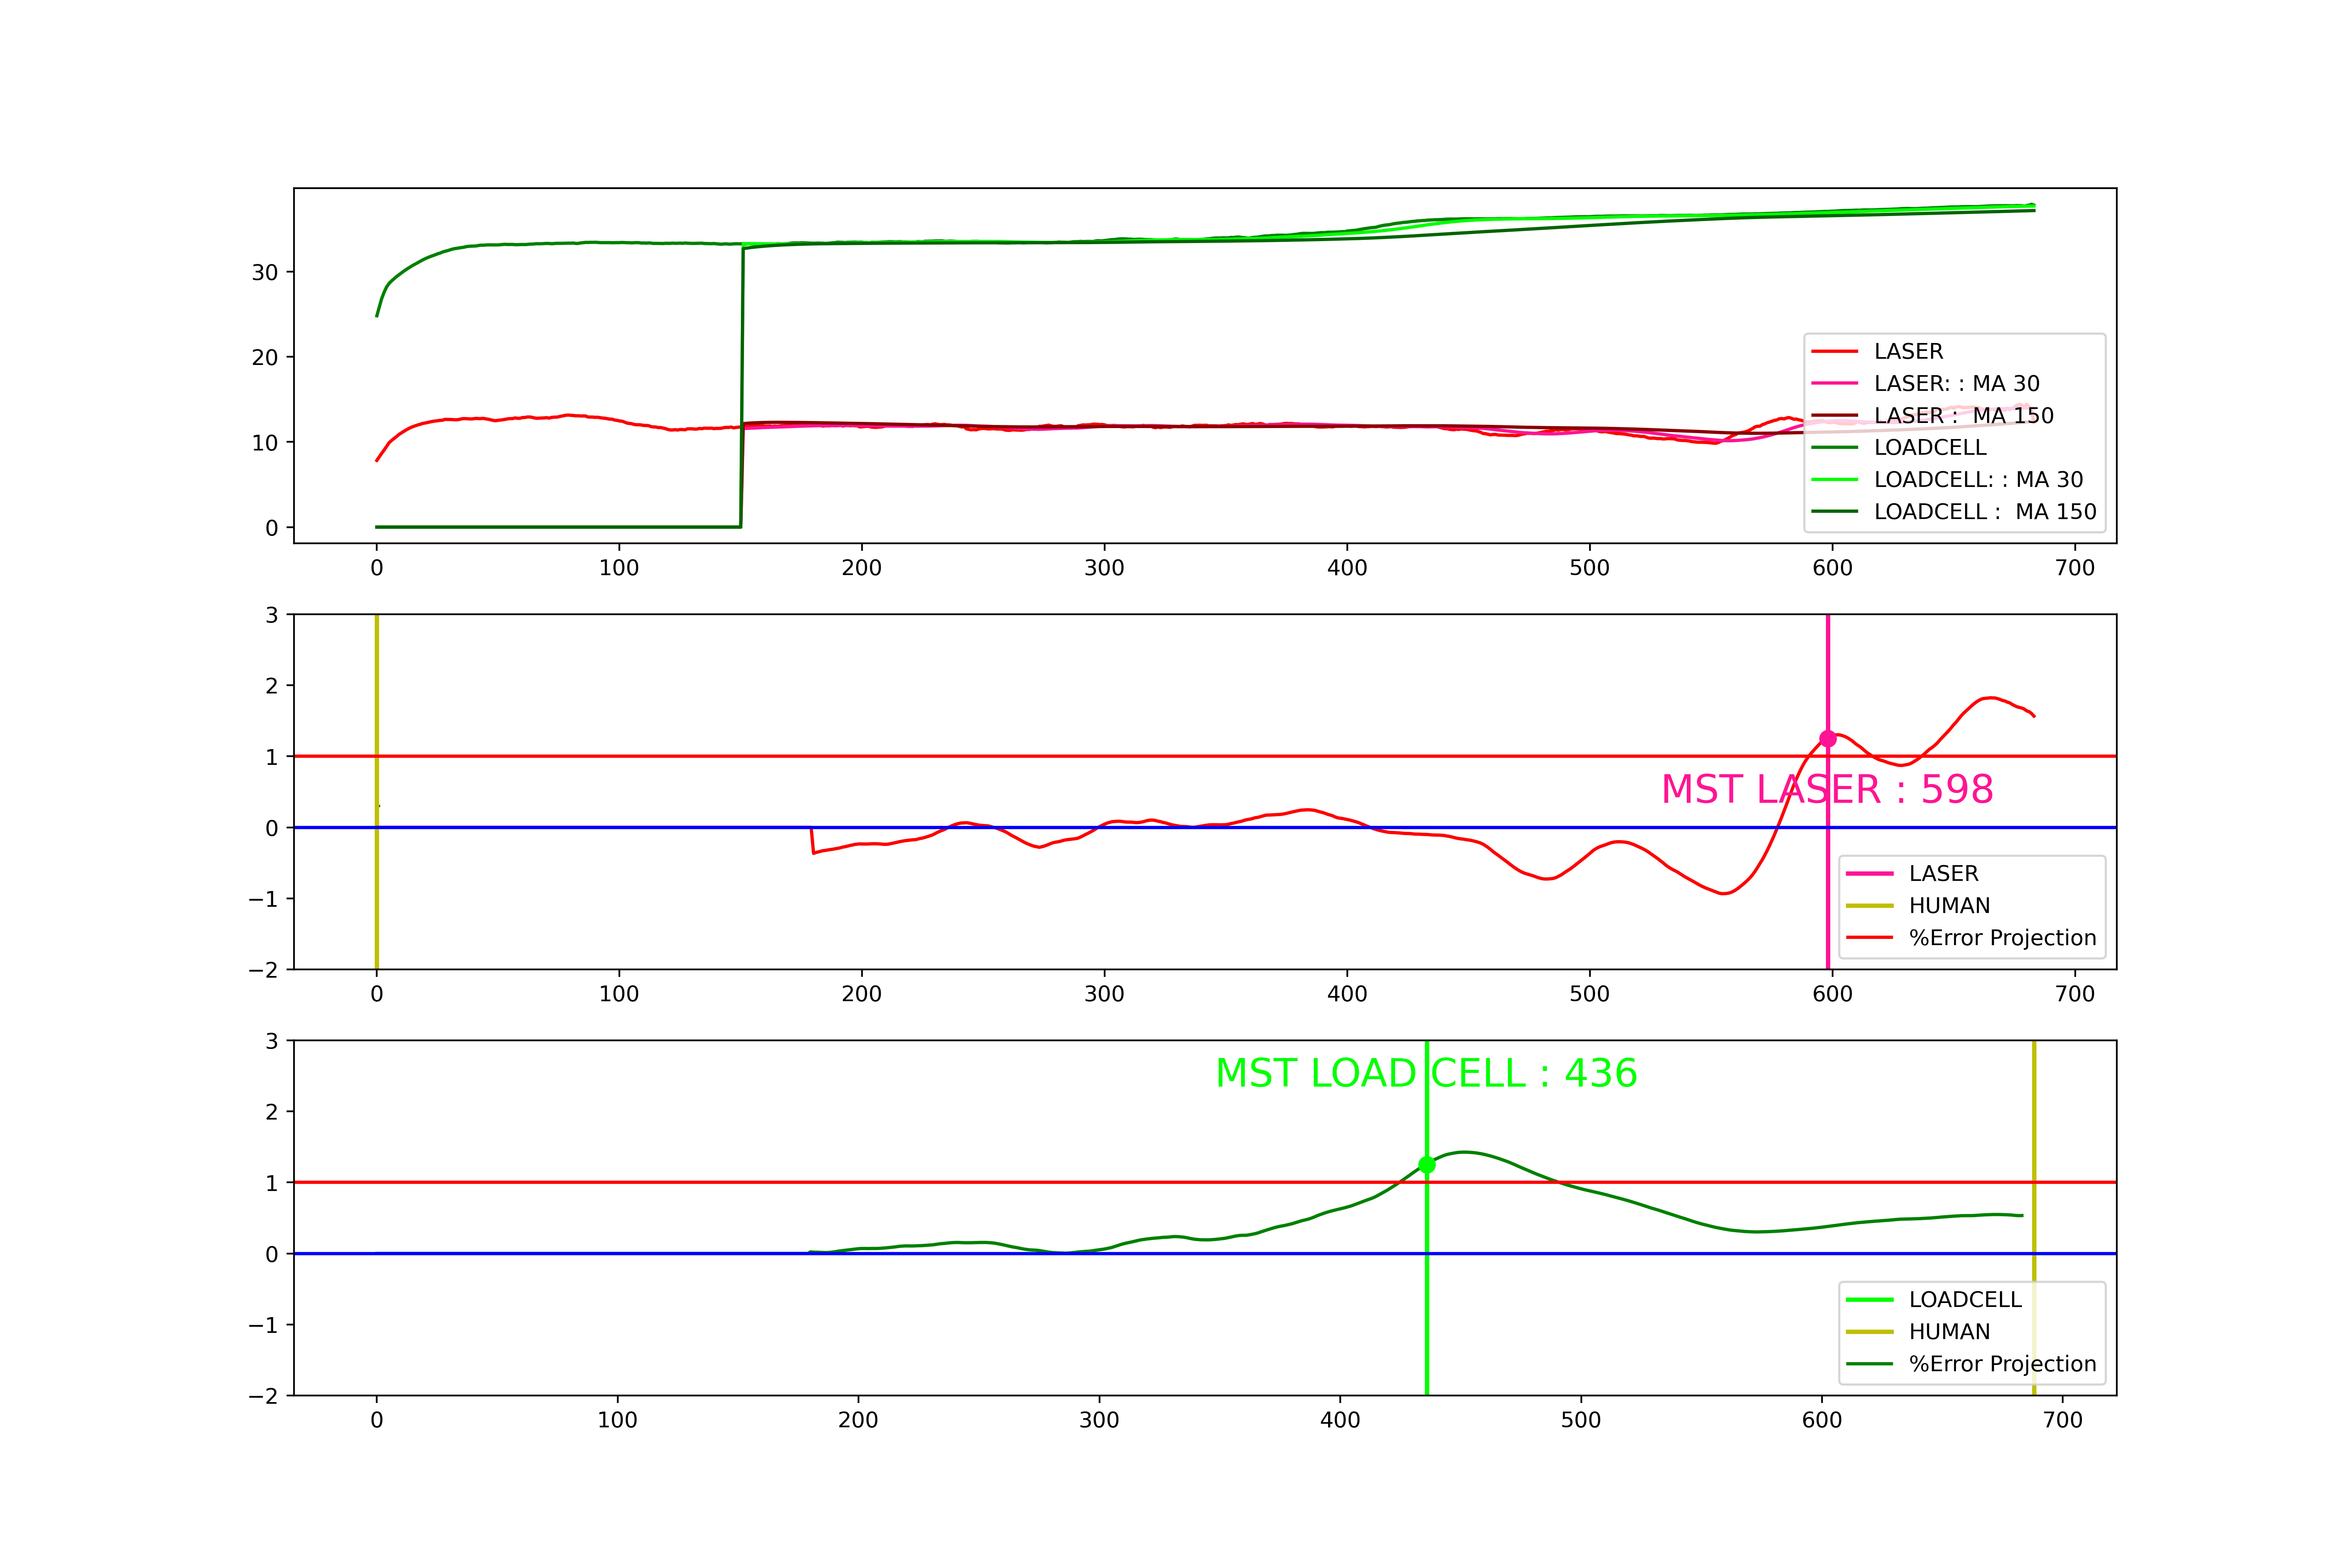 30
20
10
0
LASER
LASER: : MA 30
LASER :  MA 150
LOADCELL
LOADCELL: : MA 30
LOADCELL :  MA 150
0 100 200 300 400 500 600 700
3
2
1
0
−1
−2
MST LASER : 598
LASER
HUMAN
%Error Projection
0 100 200 300 400 500 600 700
3
2
1
0
−1
−2
MST LOAD CELL : 436
LOADCELL
HUMAN
%Error Projection
0 100 200 300 400 500 600 700